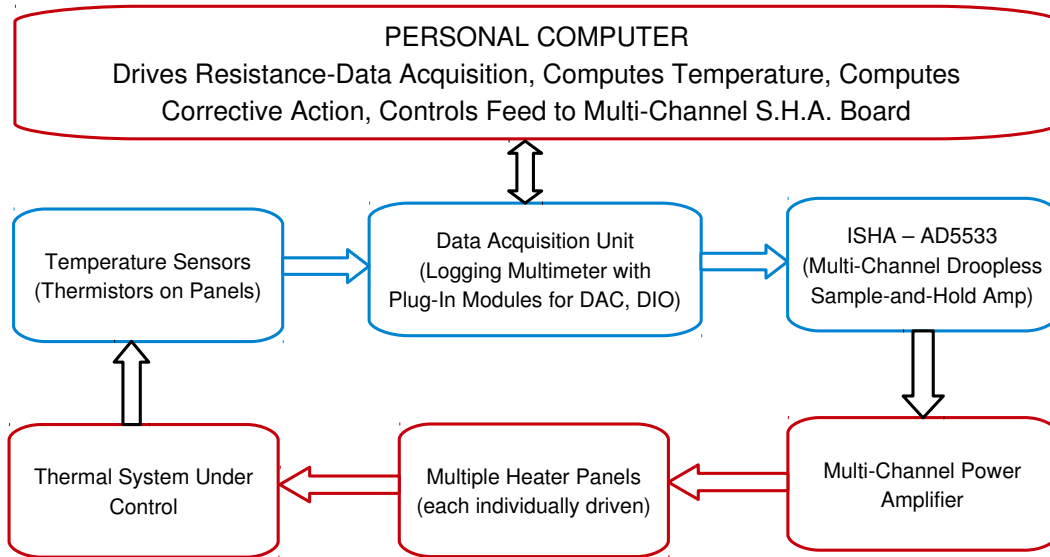 PERSONAL COMPUTER
Drives Resistance-Data Acquisition, Computes Temperature, Computes
Corrective Action, Controls Feed to Multi-Channel S.H.A. Board
Temperature Sensors
(Thermistors on Panels)
Data Acquisition Unit
(Logging Multimeter with
Plug-In Modules for DAC, DIO)
ISHA – AD5533
(Multi-Channel Droopless
Sample-and-Hold Amp)
Thermal System Under
Control
Multiple Heater Panels
(each individually driven)
Multi-Channel Power
Amplifier